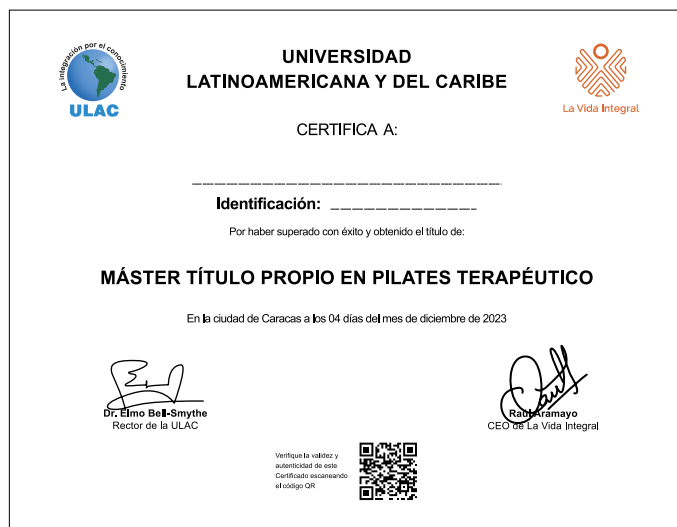 La integración por el conocimiento
ULAC
UNIVERSIDAD
LATINOAMERICANA Y DEL CARIBE
La Vida Integral
CERTIFICA A:
Identificación:
Por haber superado con éxito y obtenido el título de:
MÁSTER TÍTULO PROPIO EN PILATES TERAPÉUTICO
En la ciudad de Caracas a los 04 días del mes de diciembre de 2023
Dr. Elmo Bell-Smythe
Rector de la ULAC
Raúl Aramayo
CEO de La Vida Integral
Verifique la validez y
autenticidad de este
Certificado escaneando
el código QR